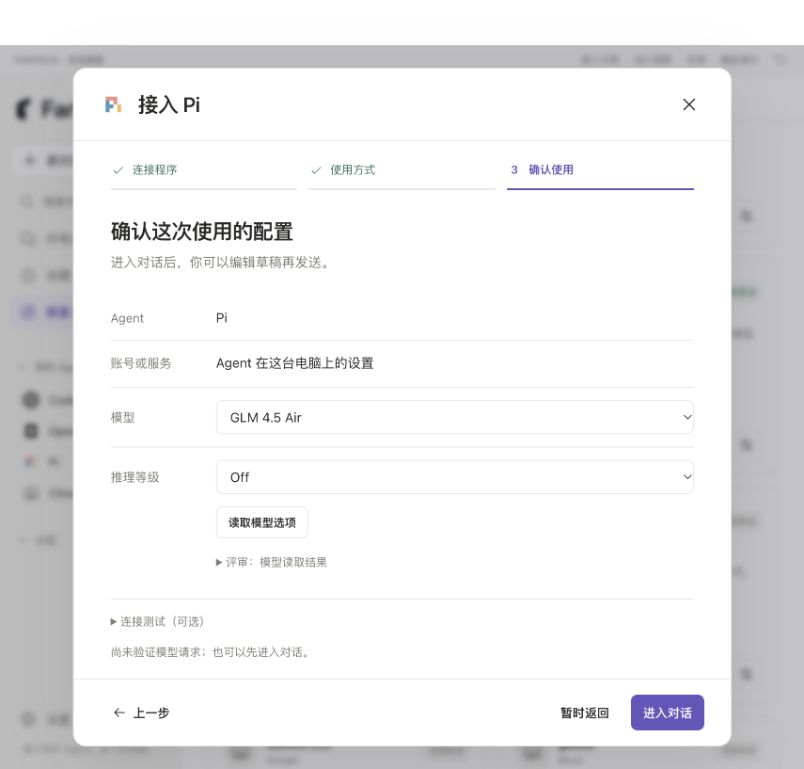 接入 Pi
连接程序
使用方式
3 确认使用
确认这次使用的配置
进入对话后，你可以编辑草稿再发送。
Agent Pi
账号或服务 Agent 在这台电脑上的设置
模型 GLM 4.5 Air
推理等级 Off
读取模型选项
评审：模型读取结果
连接测试（可选）
尚未验证模型请求；也可以先进入对话。
上一步
暂时返回
进入对话